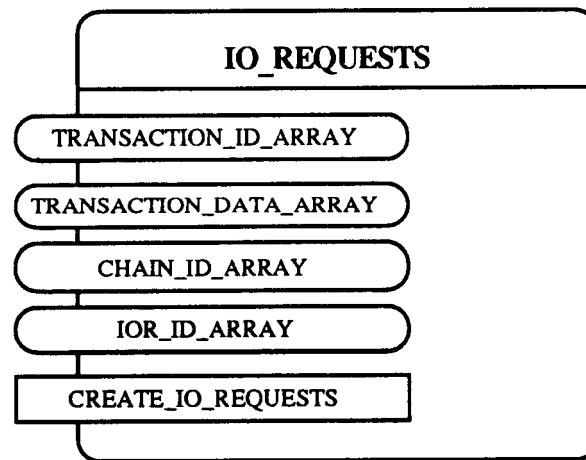 IO_REQUESTS
TRANSACTION_ID_ARRAY
TRANSACTION_DATA_ARRAY
CHAIN_ID_ARRAY
IOR_ID_ARRAY
CREATE_IO_REQUESTS